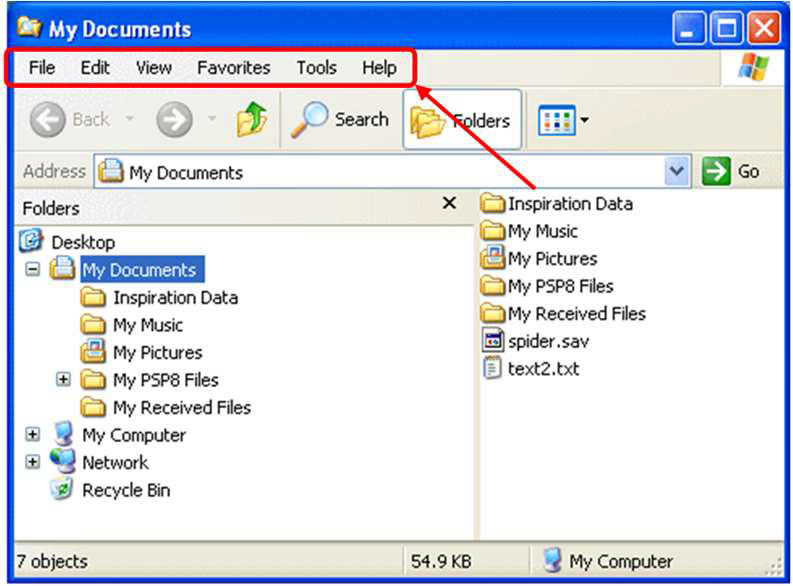 My Documents
File Edit View Favorites Tools Help
Back Search Folders
Address My Documents Go
Folders
Desktop
My Documents
Inspiration Data
My Music
My Pictures
My PSP8 Files
My Received Files
My Computer
Network
Recycle Bin
Inspiration Data
My Music
My Pictures
My PSP8 Files
My Received Files
spider.sav
text2.txt
7 objects 54.9 KB My Computer